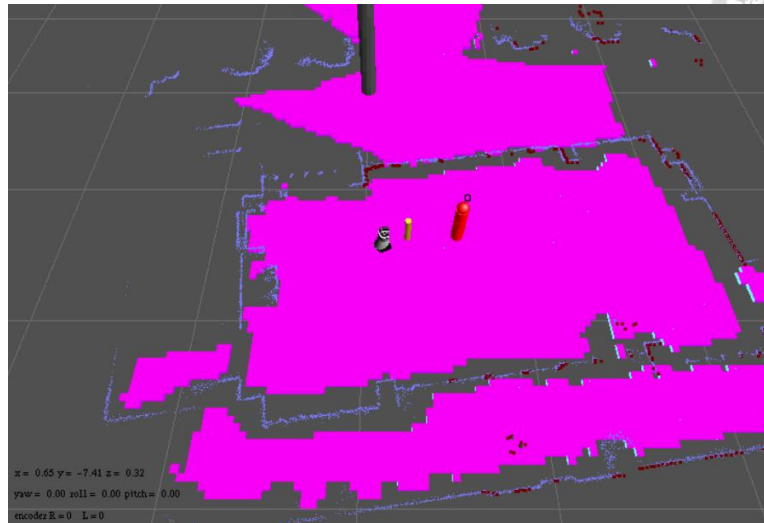 x = 0.65 y = −7.41 z = 0.32
yaw = 0.00 roll = 0.00 pitch = 0.00
encoder R = 0 L = 0